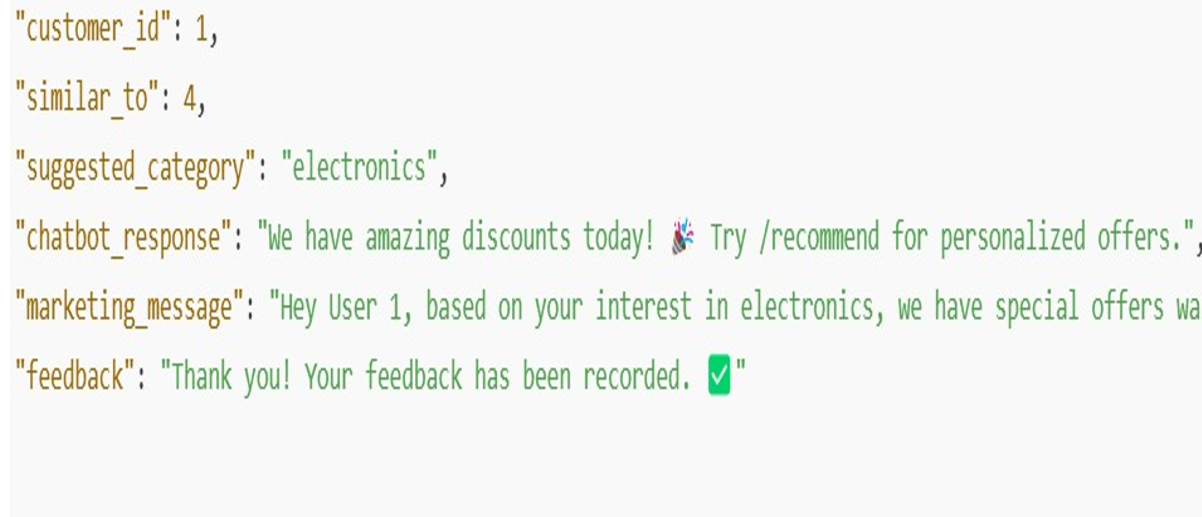 "customer_id": 1,
"similar_to": 4,
"suggested_category": "electronics",
"chatbot_response": "We have amazing discounts today! 🎉 Try /recommend for personalized offers.",
"marketing_message": "Hey User 1, based on your interest in electronics, we have special offers wa
"feedback": "Thank you! Your feedback has been recorded. ✅"